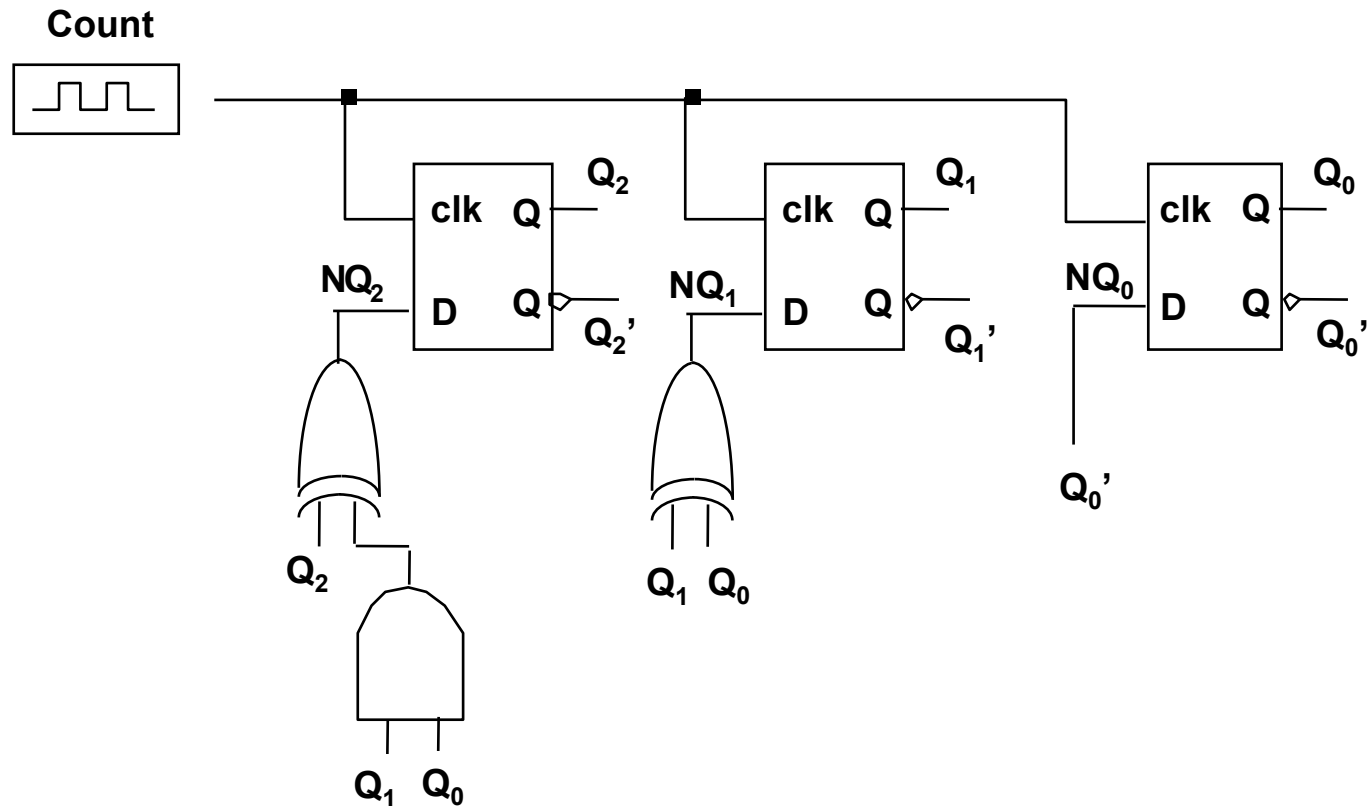 Count
Q₂
Q₁
Q₀
clk Q
clk Q
clk Q
NQ₂
NQ₁
NQ₀
D Q
D Q
D Q
Q₂’
Q₁’
Q₀’
Q₀’
Q₂
Q₁ Q₀
Q₁ Q₀